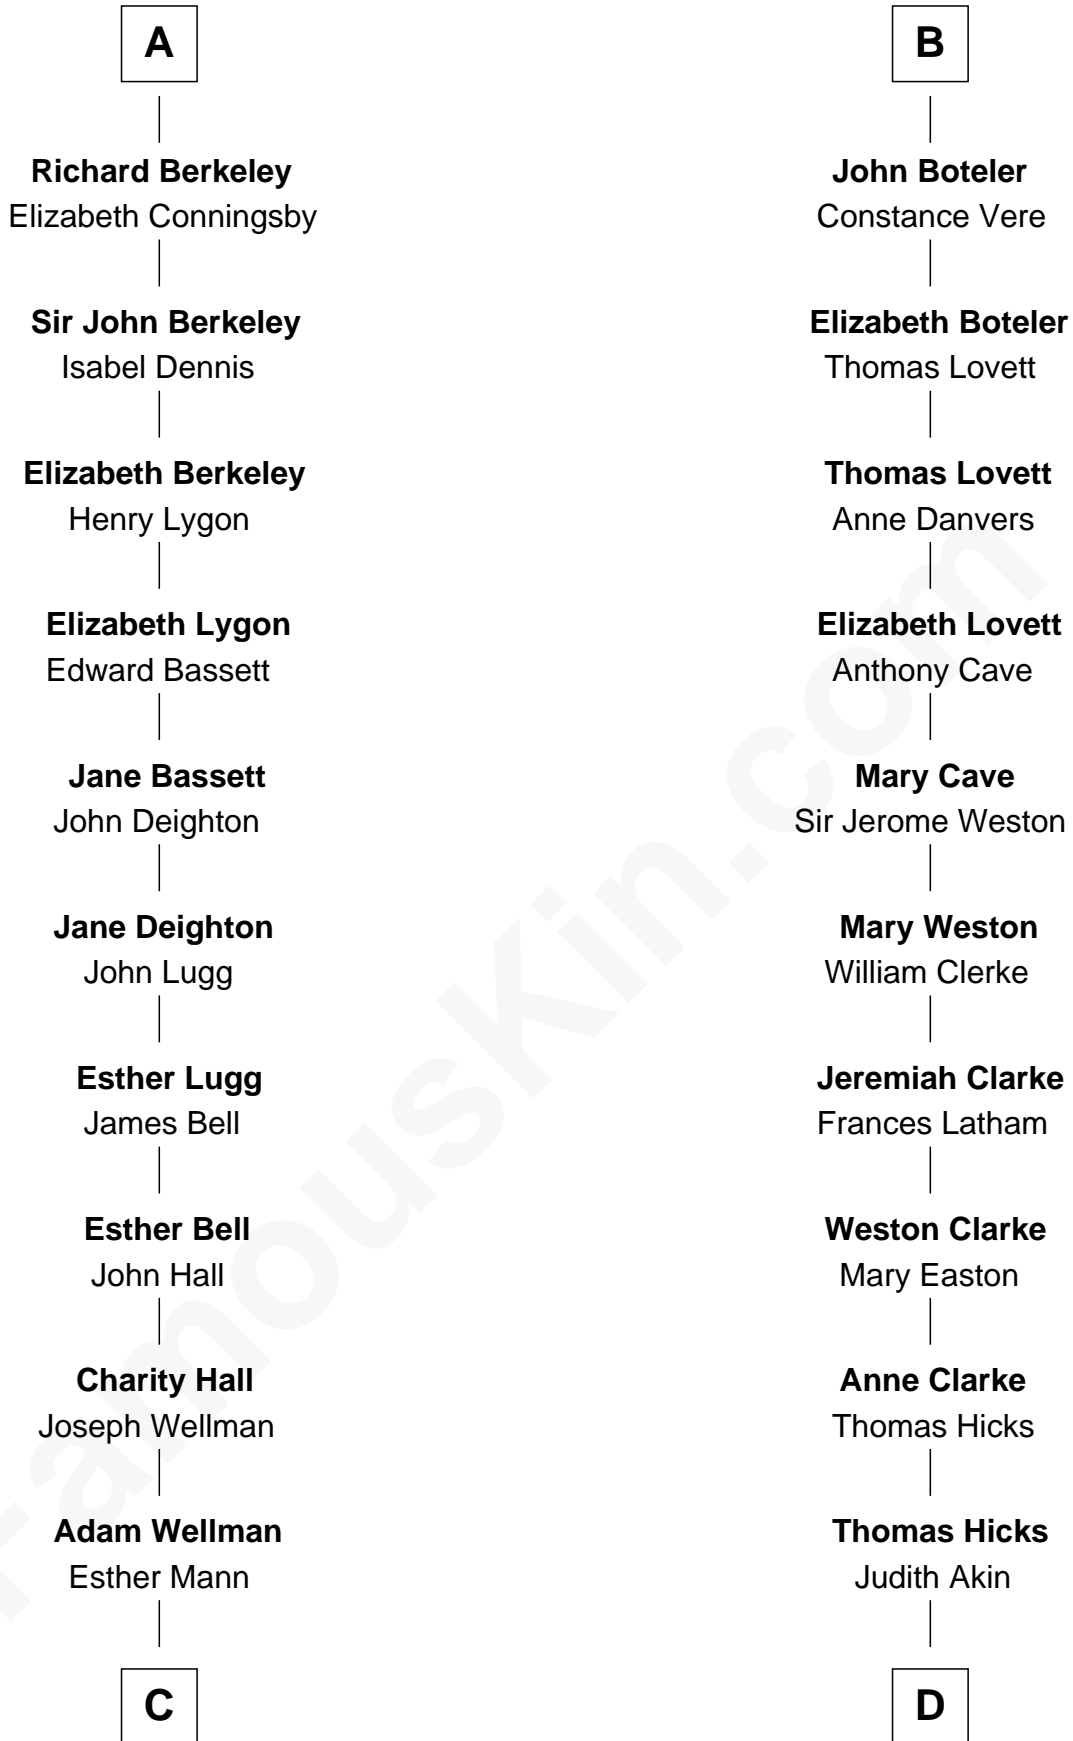 A
Richard Berkeley
Elizabeth Conningsby
Sir John Berkeley
Isabel Dennis
Elizabeth Berkeley
Henry Lygon
Elizabeth Lygon
Edward Bassett
Jane Bassett
John Deighton
Jane Deighton
John Lugg
Esther Lugg
James Bell
Esther Bell
John Hall
Charity Hall
Joseph Wellman
Adam Wellman
Esther Mann
C
B
John Boteler
Constance Vere
Elizabeth Boteler
Thomas Lovett
Thomas Lovett
Anne Danvers
Elizabeth Lovett
Anthony Cave
Mary Cave
Sir Jerome Weston
Mary Weston
William Clerke
Jeremiah Clarke
Frances Latham
Weston Clarke
Mary Easton
Anne Clarke
Thomas Hicks
Thomas Hicks
Judith Akin
D
FamousKin.com